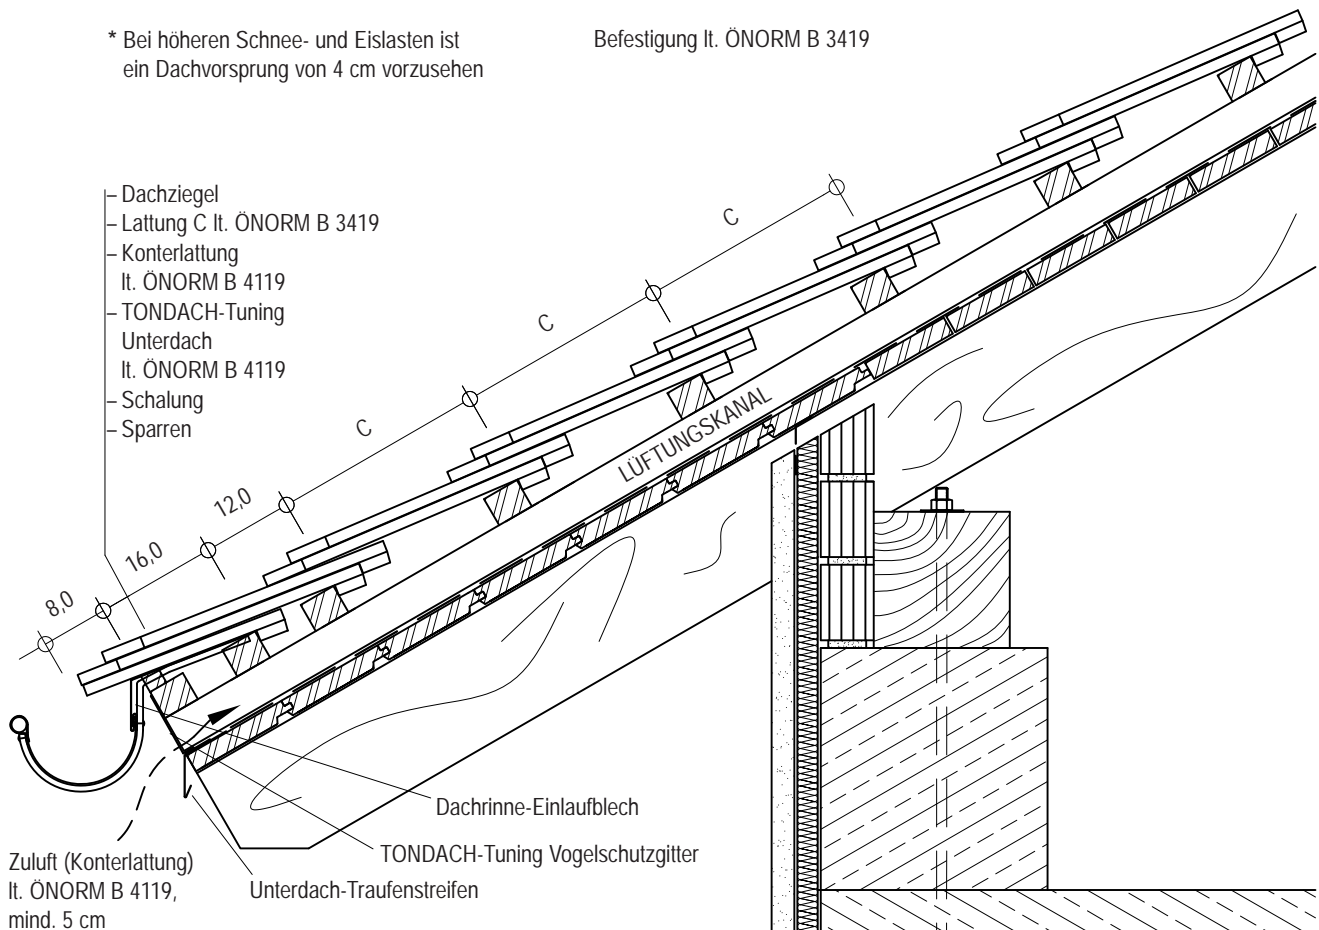 * Bei höheren Schnee- und Eislasten ist
ein Dachvorsprung von 4 cm vorzusehen
Befestigung lt. ÖNORM B 3419
– Dachziegel
– Lattung C lt. ÖNORM B 3419
– Konterlattung
lt. ÖNORM B 4119
– TONDACH-Tuning
Unterdach
lt. ÖNORM B 4119
– Schalung
– Sparren
C
C
C
12,0
16,0
8,0
LÜFTUNGSKANAL
Dachrinne-Einlaufblech
TONDACH-Tuning Vogelschutzgitter
Unterdach-Traufenstreifen
Zuluft (Konterlattung)
lt. ÖNORM B 4119,
mind. 5 cm